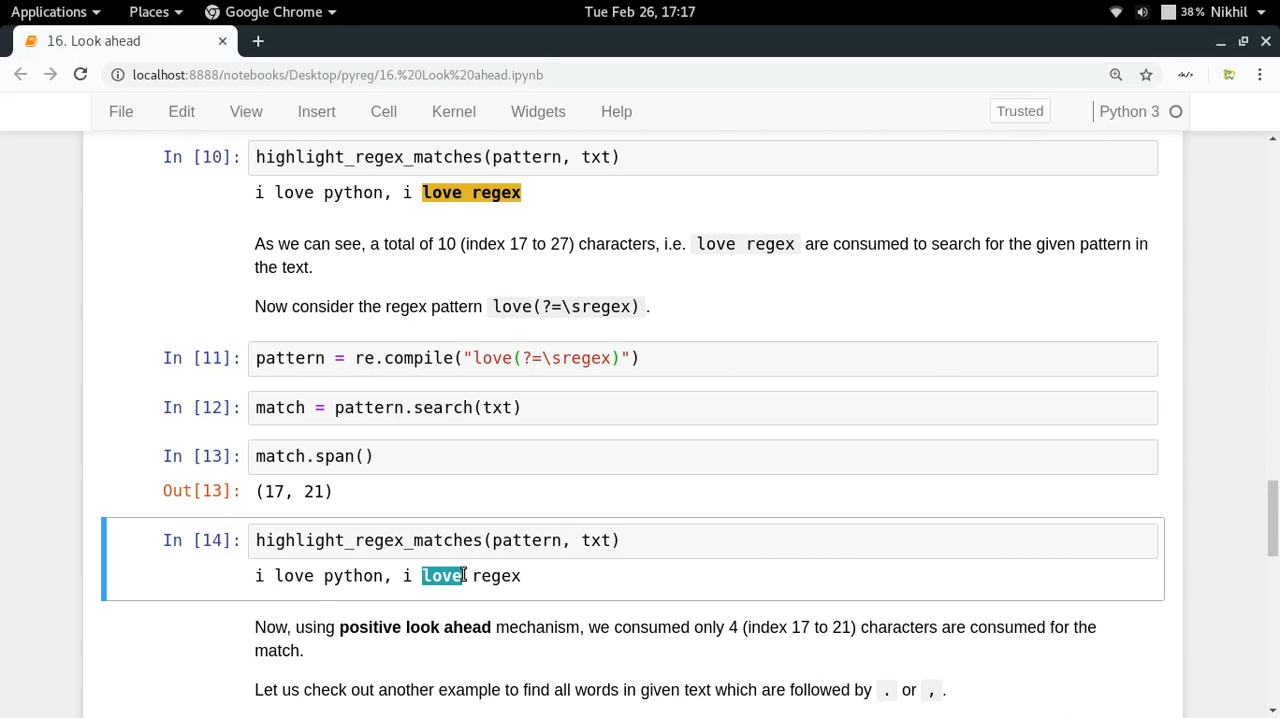 Applications Places Google Chrome Tue Feb 26, 17:17 38% Nikhil
16. Look ahead
localhost:8888/notebooks/Desktop/pyreg/16.%20Look%20ahead.ipynb
File Edit View Insert Cell Kernel Widgets Help Trusted Python 3
In [10]: highlight_regex_matches(pattern, txt)
i love python, i love regex
As we can see, a total of 10 (index 17 to 27) characters, i.e. love regex are consumed to search for the given pattern in
the text.
Now consider the regex pattern love(?=\sregex) .
In [11]: pattern = re.compile("love(?=\sregex)")
In [12]: match = pattern.search(txt)
In [13]: match.span()
Out[13]: (17, 21)
In [14]: highlight_regex_matches(pattern, txt)
i love python, i love regex
Now, using positive look ahead mechanism, we consumed only 4 (index 17 to 21) characters are consumed for the
match.
Let us check out another example to find all words in given text which are followed by . or , .